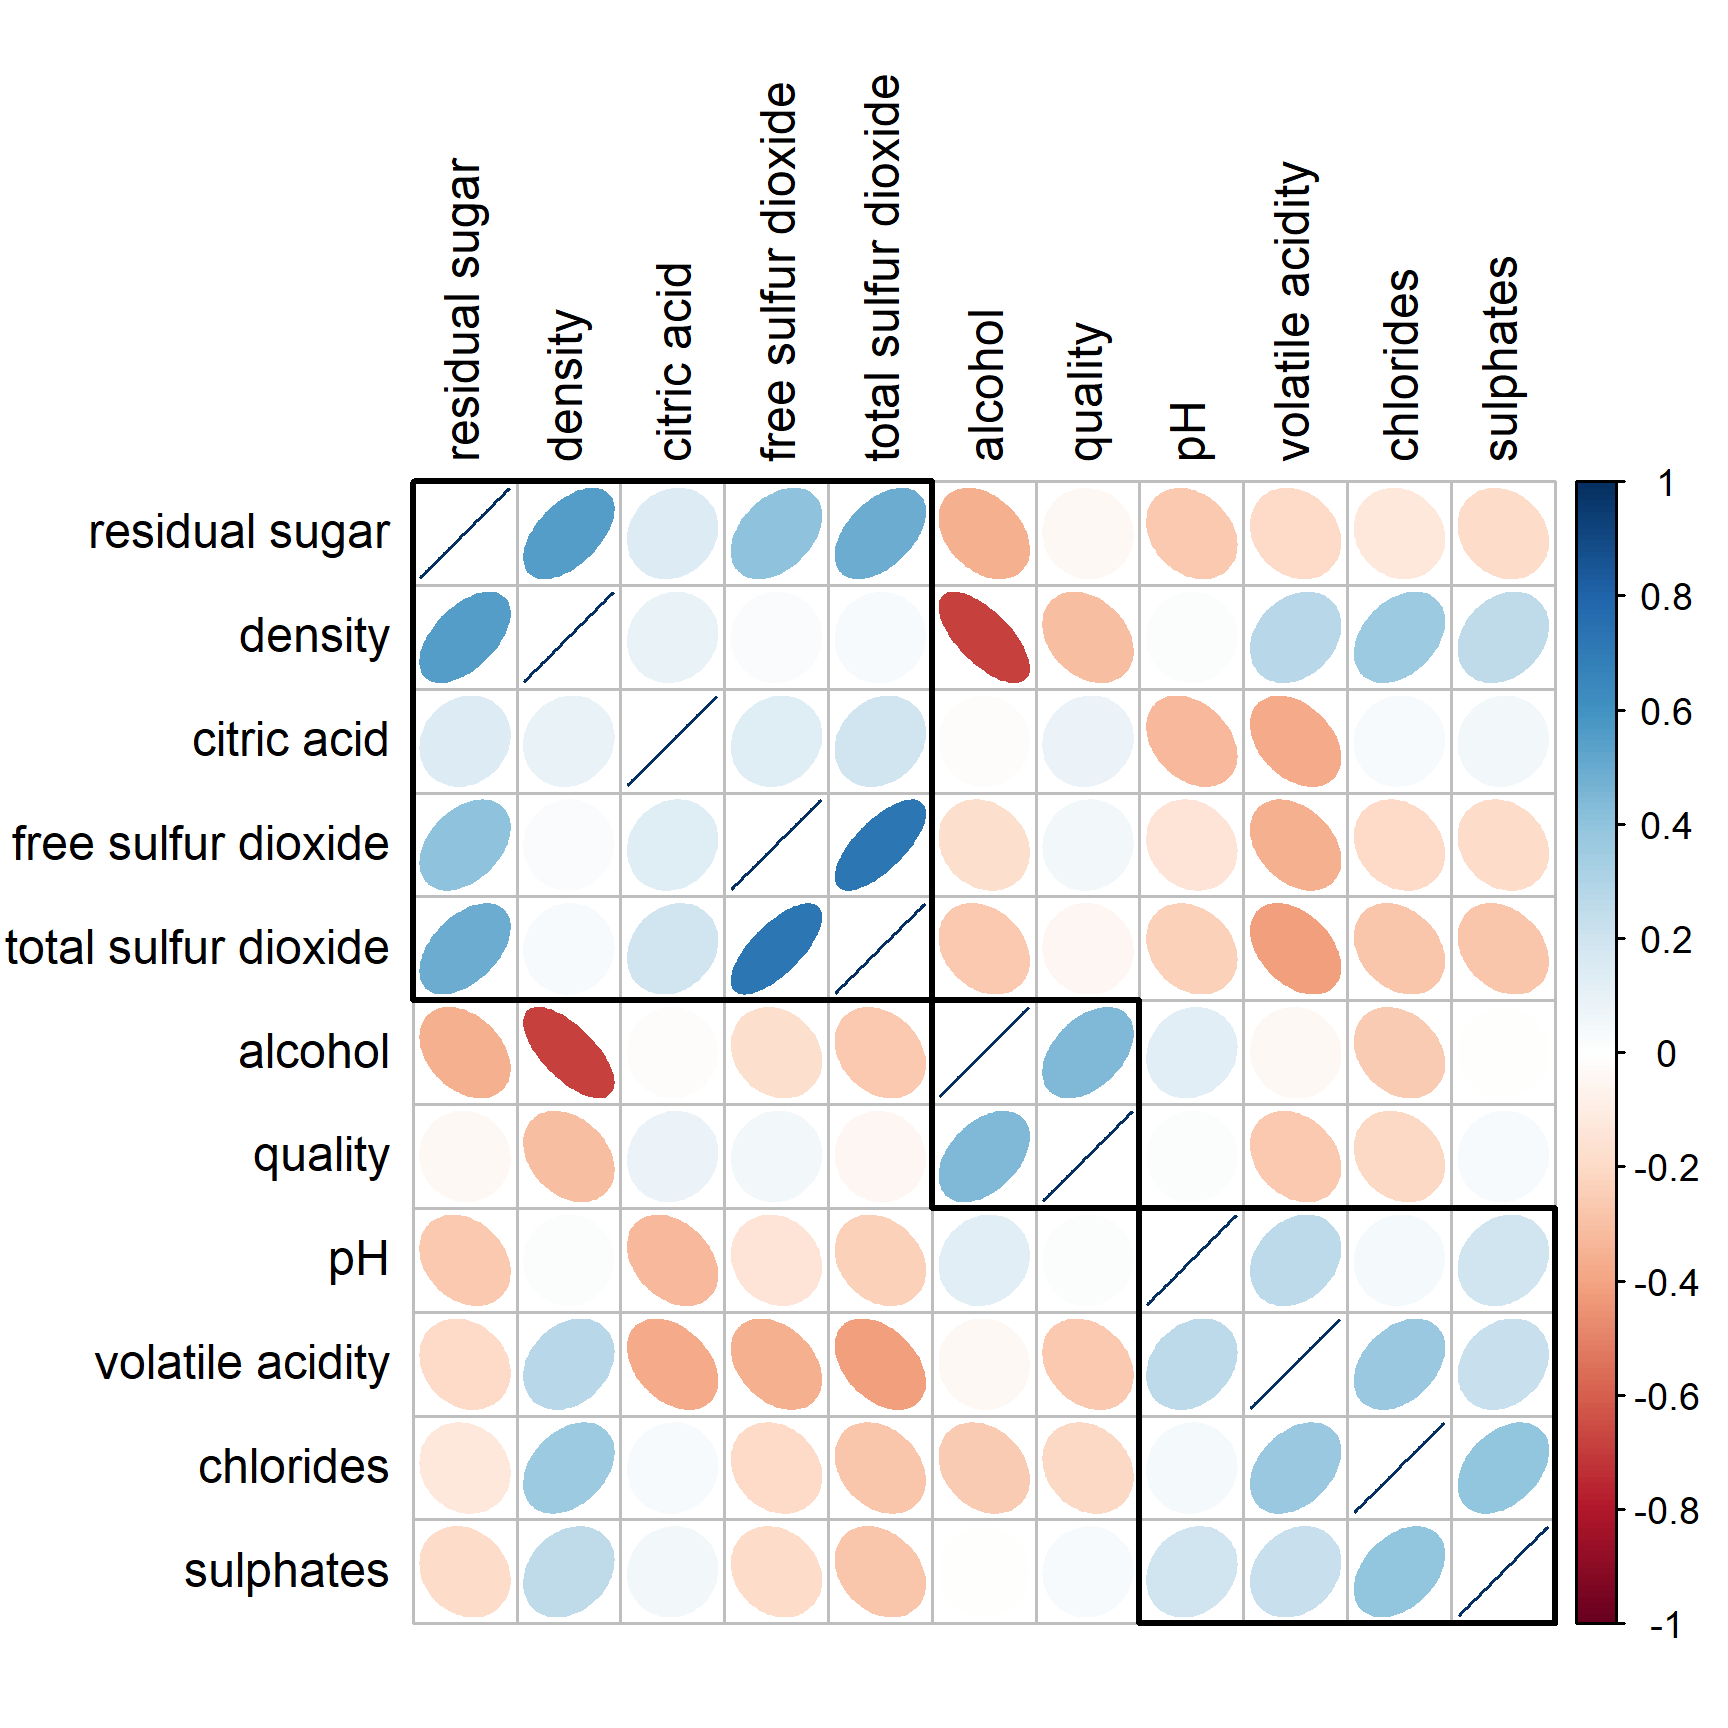 residual sugar
density
citric acid
free sulfur dioxide
total sulfur dioxide
alcohol
quality
pH
volatile acidity
chlorides
sulphates
residual sugar
density
citric acid
free sulfur dioxide
total sulfur dioxide
alcohol
quality
pH
volatile acidity
chlorides
sulphates
1
0.8
0.6
0.4
0.2
0
-0.2
-0.4
-0.6
-0.8
-1